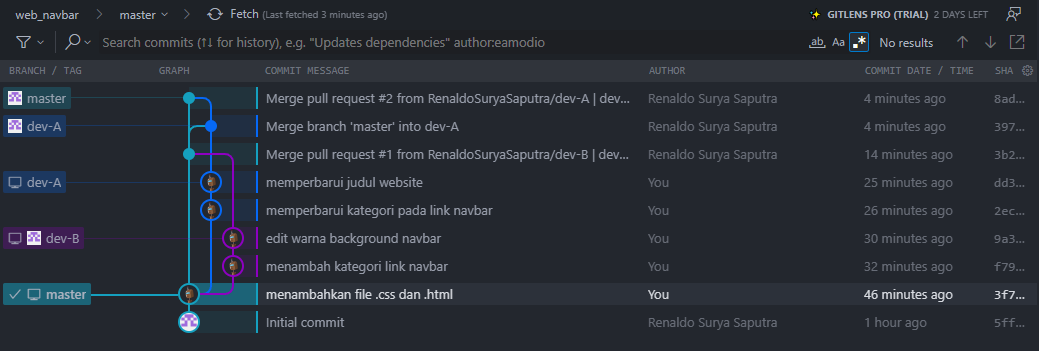 web_navbar > master > Fetch (Last fetched 3 minutes ago) GITLENS PRO (TRIAL) 2 DAYS LEFT
Search commits (↑↓ for history), e.g. "Updates dependencies" author:eamodio ab, Aa .* No results
BRANCH / TAG GRAPH COMMIT MESSAGE AUTHOR COMMIT DATE / TIME SHA
master Merge pull request #2 from RenaldoSuryaSaputra/dev-A | dev... Renaldo Surya Saputra 4 minutes ago 8ad...
dev-A Merge branch 'master' into dev-A Renaldo Surya Saputra 4 minutes ago 397...
Merge pull request #1 from RenaldoSuryaSaputra/dev-B | dev... Renaldo Surya Saputra 14 minutes ago 3b2...
dev-A memperbarui judul website You 25 minutes ago dd3...
memperbarui kategori pada link navbar You 26 minutes ago 2ec...
dev-B edit warna background navbar You 30 minutes ago 9a3...
menambah kategori link navbar You 32 minutes ago f79...
master menambahkan file .css dan .html You 46 minutes ago 3f7...
Initial commit Renaldo Surya Saputra 1 hour ago 5ff...